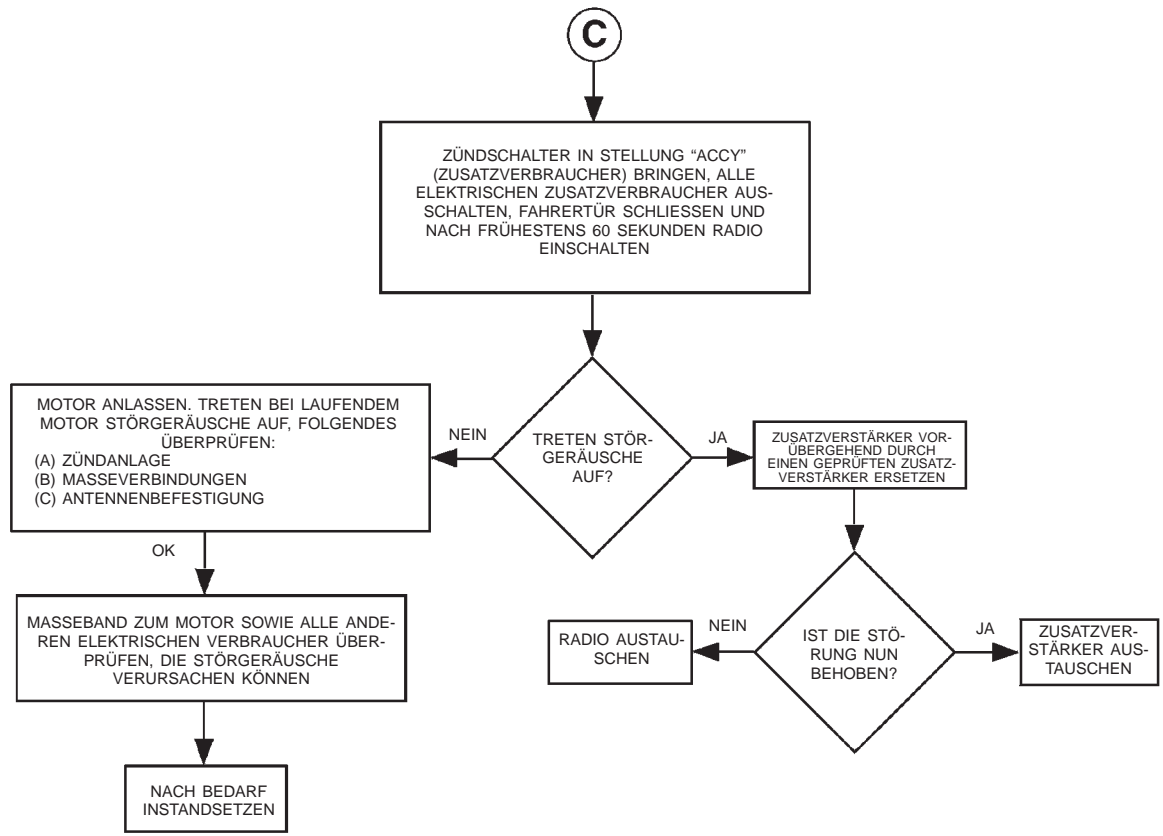 C
ZÜNDSCHALTER IN STELLUNG “ACCY”
(ZUSATZVERBRAUCHER) BRINGEN, ALLE
ELEKTRISCHEN ZUSATZVERBRAUCHER AUS-
SCHALTEN, FAHRERTÜR SCHLIESSEN UND
NACH FRÜHESTENS 60 SEKUNDEN RADIO
EINSCHALTEN
TRETEN STÖR-
GERÄUSCHE
AUF?
NEIN
MOTOR ANLASSEN. TRETEN BEI LAUFENDEM
MOTOR STÖRGERÄUSCHE AUF, FOLGENDES
ÜBERPRÜFEN:
(A) ZÜNDANLAGE
(B) MASSEVERBINDUNGEN
(C) ANTENNENBEFESTIGUNG
OK
MASSEBAND ZUM MOTOR SOWIE ALLE ANDE-
REN ELEKTRISCHEN VERBRAUCHER ÜBER-
PRÜFEN, DIE STÖRGERÄUSCHE
VERURSACHEN KÖNNEN
NACH BEDARF
INSTANDSETZEN
JA
ZUSATZVERSTÄRKER VOR-
ÜBERGEHEND DURCH
EINEN GEPRÜFTEN ZUSATZ-
VERSTÄRKER ERSETZEN
IST DIE STÖ-
RUNG NUN
BEHOBEN?
NEIN
RADIO AUSTAU-
SCHEN
JA
ZUSATZVER-
STÄRKER AUS-
TAUSCHEN